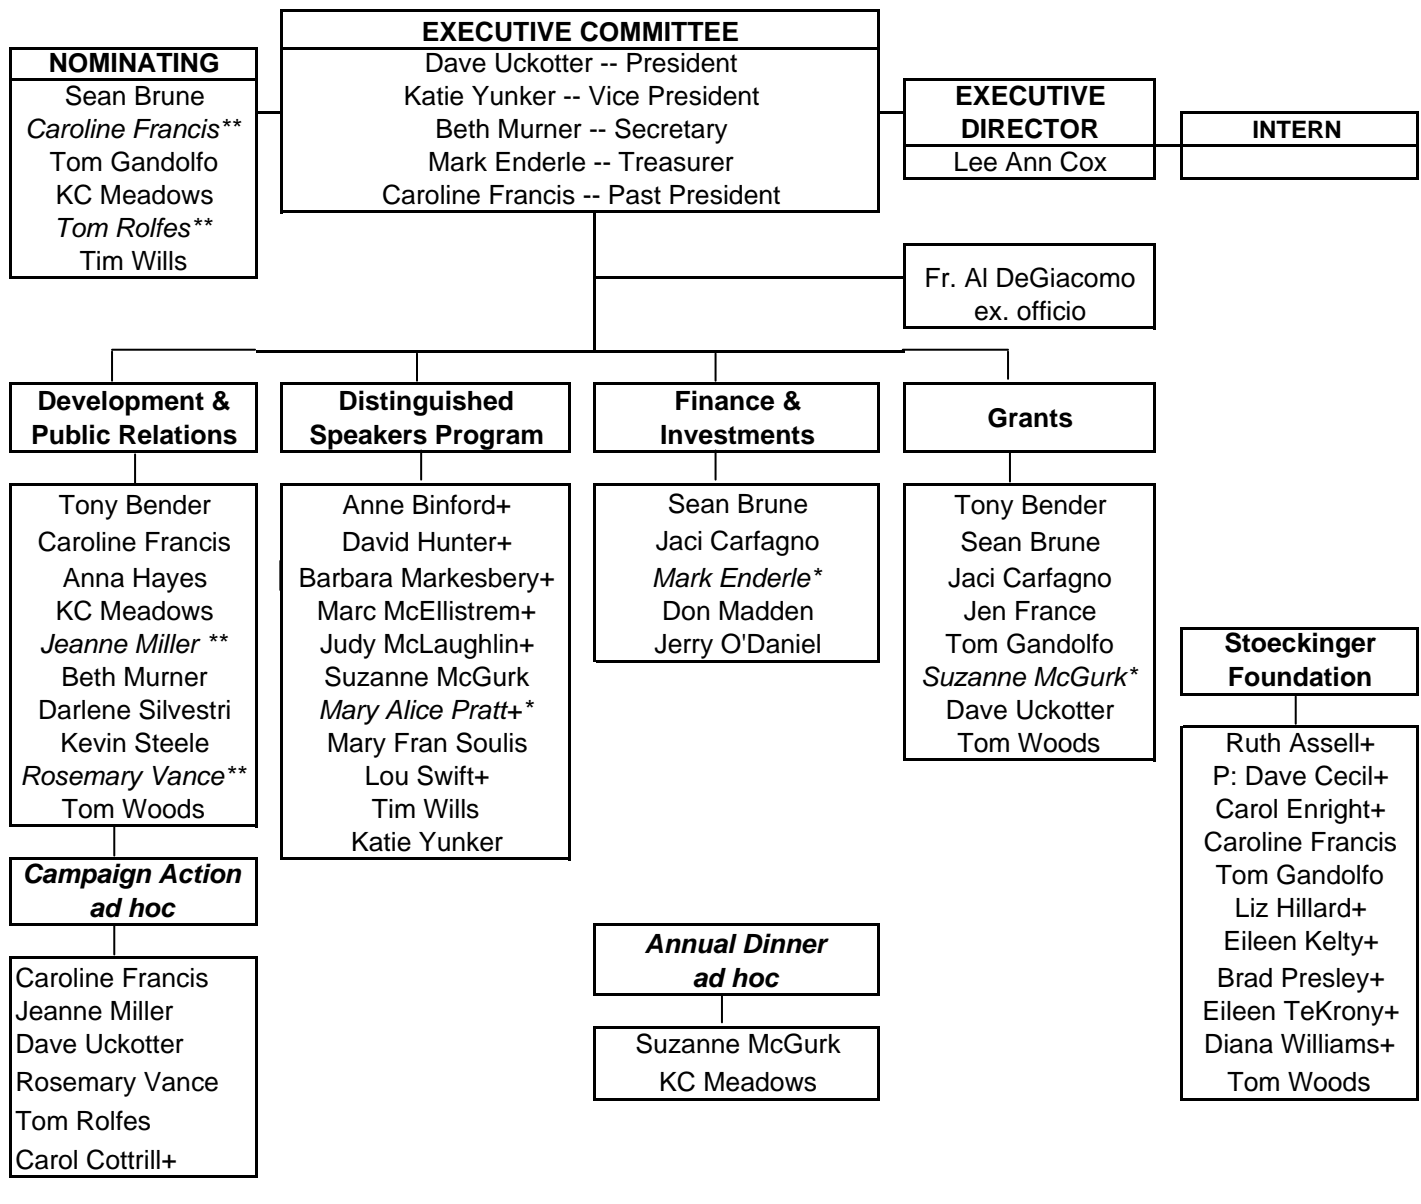 NOMINATING
Sean Brune
Caroline Francis**
Tom Gandolfo
KC Meadows
Tom Rolfes**
Tim Wills
EXECUTIVE COMMITTEE
Dave Uckotter -- President
Katie Yunker -- Vice President
Beth Murner -- Secretary
Mark Enderle -- Treasurer
Caroline Francis -- Past President
EXECUTIVE
DIRECTOR
Lee Ann Cox
INTERN
Fr. Al DeGiacomo
ex. officio
Development &
Public Relations
Tony Bender
Caroline Francis
Anna Hayes
KC Meadows
Jeanne Miller **
Beth Murner
Darlene Silvestri
Kevin Steele
Rosemary Vance**
Tom Woods
Campaign Action
ad hoc
Caroline Francis
Jeanne Miller
Dave Uckotter
Rosemary Vance
Tom Rolfes
Carol Cottrill+
Distinguished
Speakers Program
Anne Binford+
David Hunter+
Barbara Markesbery+
Marc McEllistrem+
Judy McLaughlin+
Suzanne McGurk
Mary Alice Pratt+*
Mary Fran Soulis
Lou Swift+
Tim Wills
Katie Yunker
Finance &
Investments
Sean Brune
Jaci Carfagno
Mark Enderle*
Don Madden
Jerry O'Daniel
Annual Dinner
ad hoc
Suzanne McGurk
KC Meadows
Grants
Tony Bender
Sean Brune
Jaci Carfagno
Jen France
Tom Gandolfo
Suzanne McGurk*
Dave Uckotter
Tom Woods
Stoeckinger
Foundation
Ruth Assell+
P: Dave Cecil+
Carol Enright+
Caroline Francis
Tom Gandolfo
Liz Hillard+
Eileen Kelty+
Brad Presley+
Eileen TeKrony+
Diana Williams+
Tom Woods